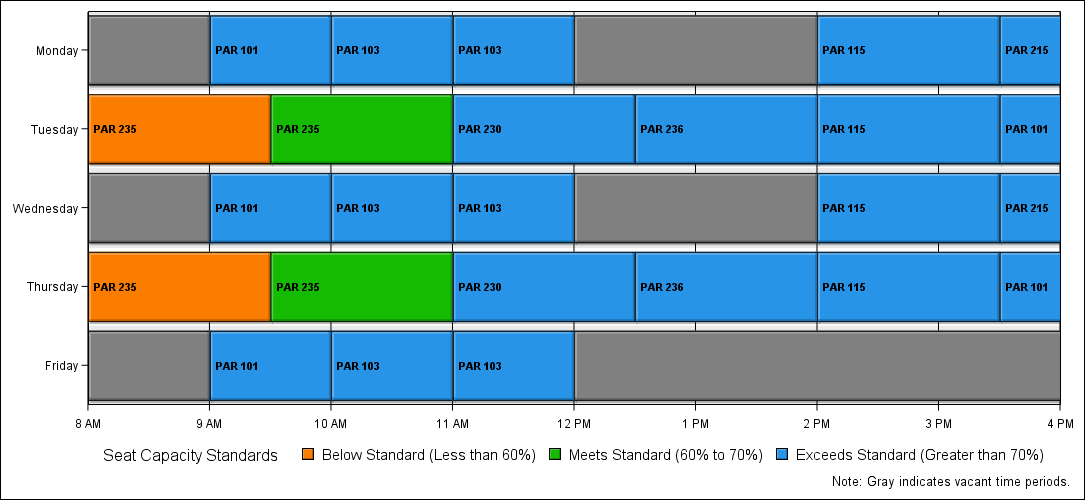 Monday
PAR 101 PAR 103 PAR 103 PAR 115 PAR 215
Tuesday
PAR 235 PAR 235 PAR 230 PAR 236 PAR 115 PAR 101
Wednesday
PAR 101 PAR 103 PAR 103 PAR 115 PAR 215
Thursday
PAR 235 PAR 235 PAR 230 PAR 236 PAR 115 PAR 101
Friday
PAR 101 PAR 103 PAR 103
8 AM 9 AM 10 AM 11 AM 12 PM 1 PM 2 PM 3 PM 4 PM
Seat Capacity Standards Below Standard (Less than 60%) Meets Standard (60% to 70%) Exceeds Standard (Greater than 70%)
Note: Gray indicates vacant time periods.